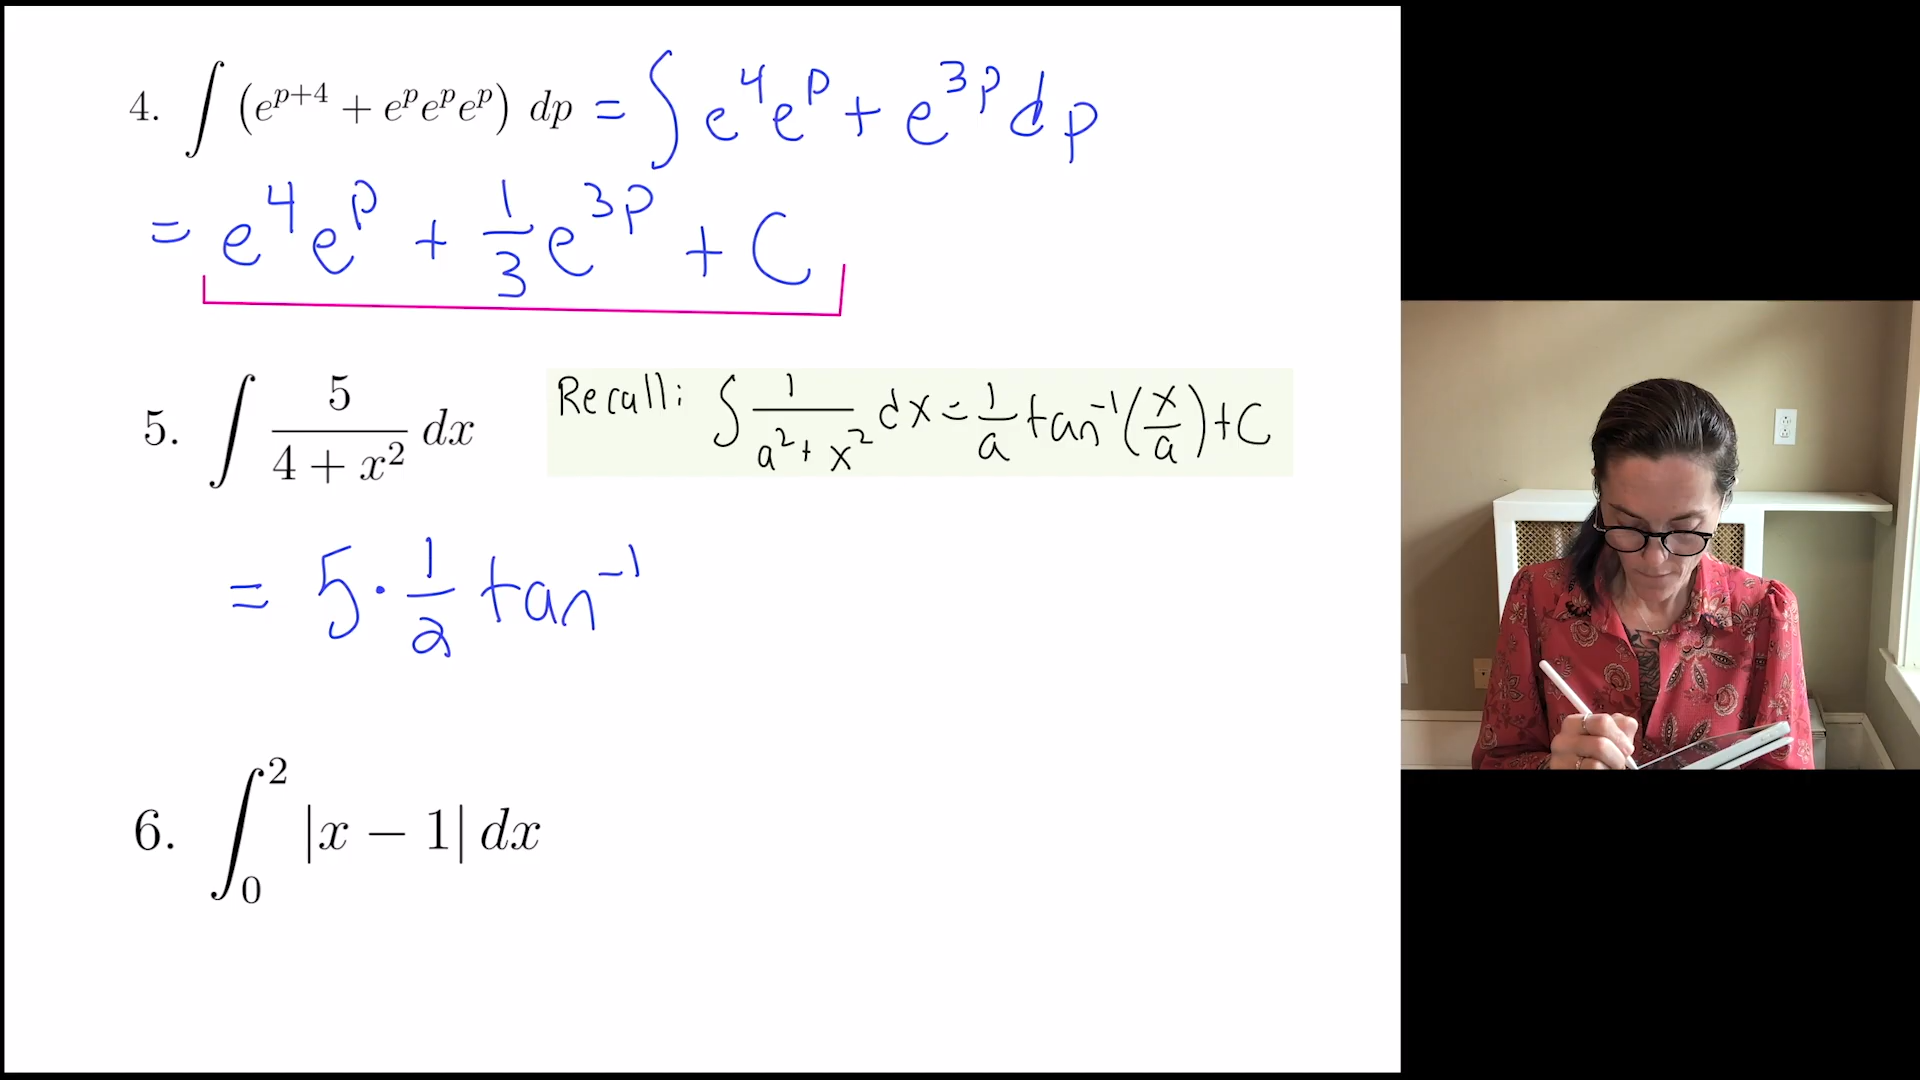 4. ∫ (e^{p+4} + e^p e^p e^p) dp = ∫ e^4 e^p + e^{3p} dp
= e^4 e^p + 1/3 e^{3p} + C
5. ∫ 5/(4 + x^2) dx
Recall: ∫ 1/(a^2 + x^2) dx = 1/a tan^{-1}(x/a) + C
= 5 · 1/2 tan^{-1}
6. ∫_0^2 |x − 1| dx